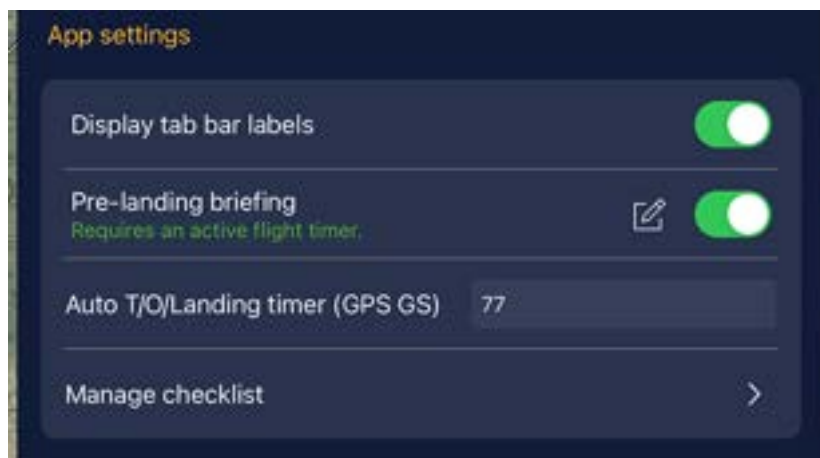 App settings
Display tab bar labels
Pre-landing briefing
Requires an active flight timer.
Auto T/O/Landing timer (GPS GS) 77
Manage checklist